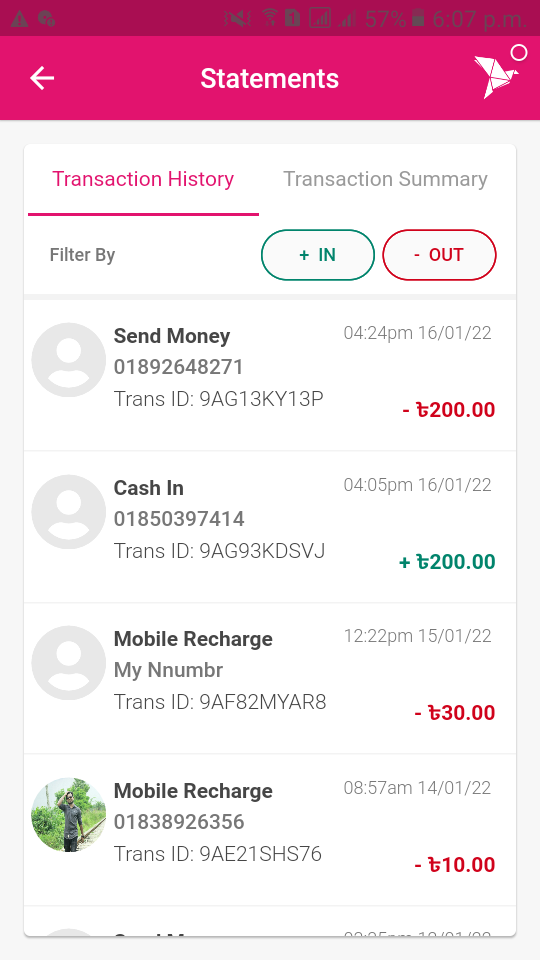 57% 6:07 p.m.
Statements
Transaction History
Transaction Summary
Filter By
+ IN
- OUT
Send Money
04:24pm 16/01/22
01892648271
Trans ID: 9AG13KY13P
- ৳200.00
Cash In
04:05pm 16/01/22
01850397414
Trans ID: 9AG93KDSVJ
+ ৳200.00
Mobile Recharge
12:22pm 15/01/22
My Nnumbr
Trans ID: 9AF82MYAR8
- ৳30.00
Mobile Recharge
08:57am 14/01/22
01838926356
Trans ID: 9AE21SHS76
- ৳10.00